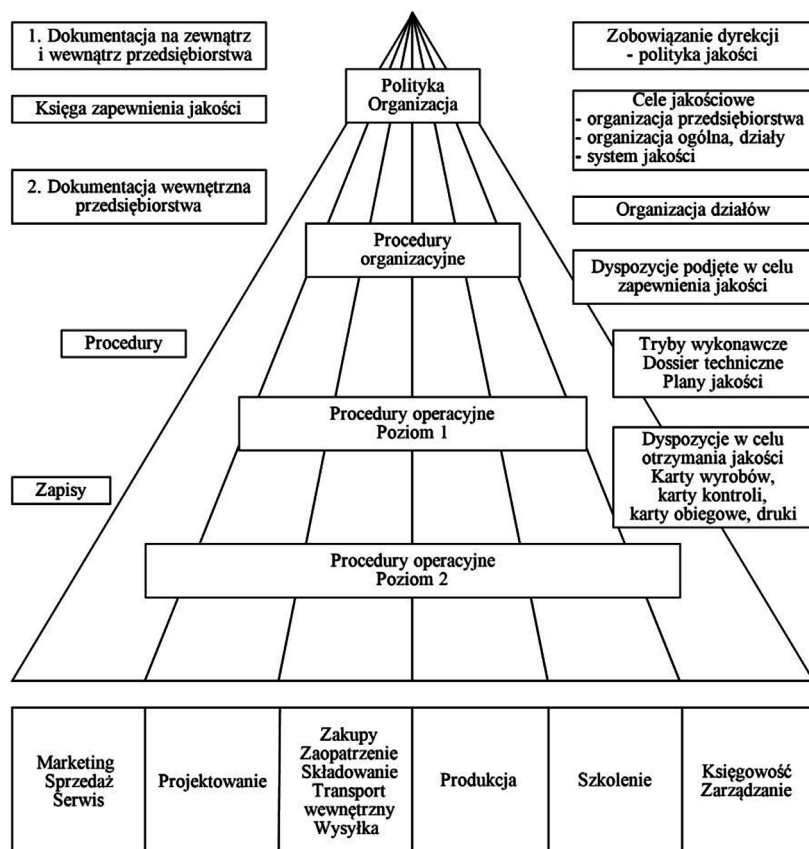 1. Dokumentacja na zewnątrz
i wewnątrz przedsiębiorstwa
Księga zapewnienia jakości
2. Dokumentacja wewnętrzna
przedsiębiorstwa
Procedury
Zapisy
Polityka
Organizacja
Procedury
organizacyjne
Procedury operacyjne
Poziom 1
Procedury operacyjne
Poziom 2
Zobowiązanie dyrekcji
- polityka jakości
Cele jakościowe
- organizacja przedsiębiorstwa
- organizacja ogólna, działy
- system jakości
Organizacja działów
Dyspozycje podjęte w celu
zapewnienia jakości
Tryby wykonawcze
Dossier techniczne
Plany jakości
Dyspozycje w celu
otrzymania jakości
Karty wyrobów,
karty kontroli,
karty obiegowe, druki
Marketing
Sprzedaż
Serwis
Projektowanie
Zakupy
Zaopatrzenie
Składowanie
Transport
wewnętrzny
Wysyłka
Produkcja
Szkolenie
Księgowość
Zarządzanie